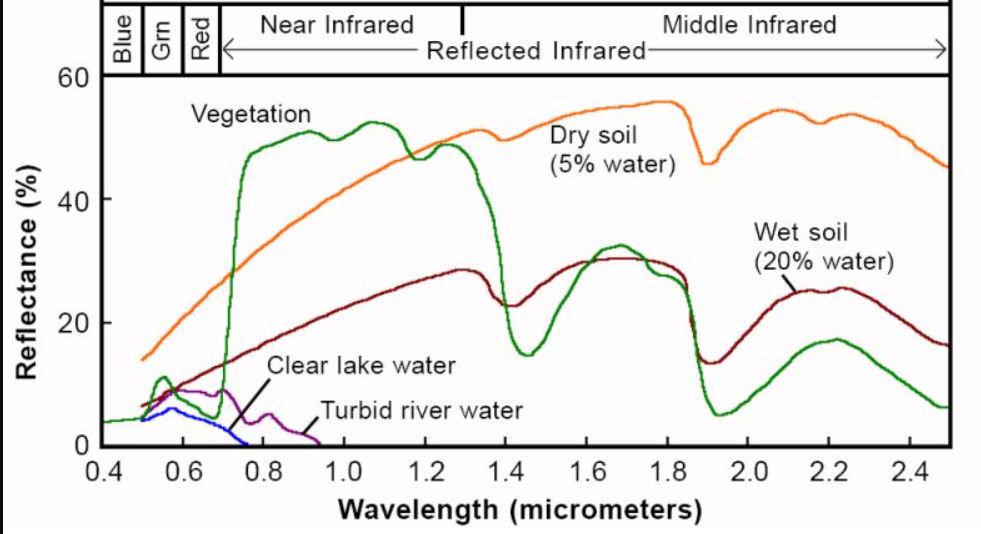 Blue
Grn
Red
Near Infrared
Middle Infrared
Reflected Infrared
60
40
20
0
Reflectance (%)
Vegetation
Dry soil
(5% water)
Wet soil
(20% water)
Clear lake water
Turbid river water
0.4 0.6 0.8 1.0 1.2 1.4 1.6 1.8 2.0 2.2 2.4
Wavelength (micrometers)